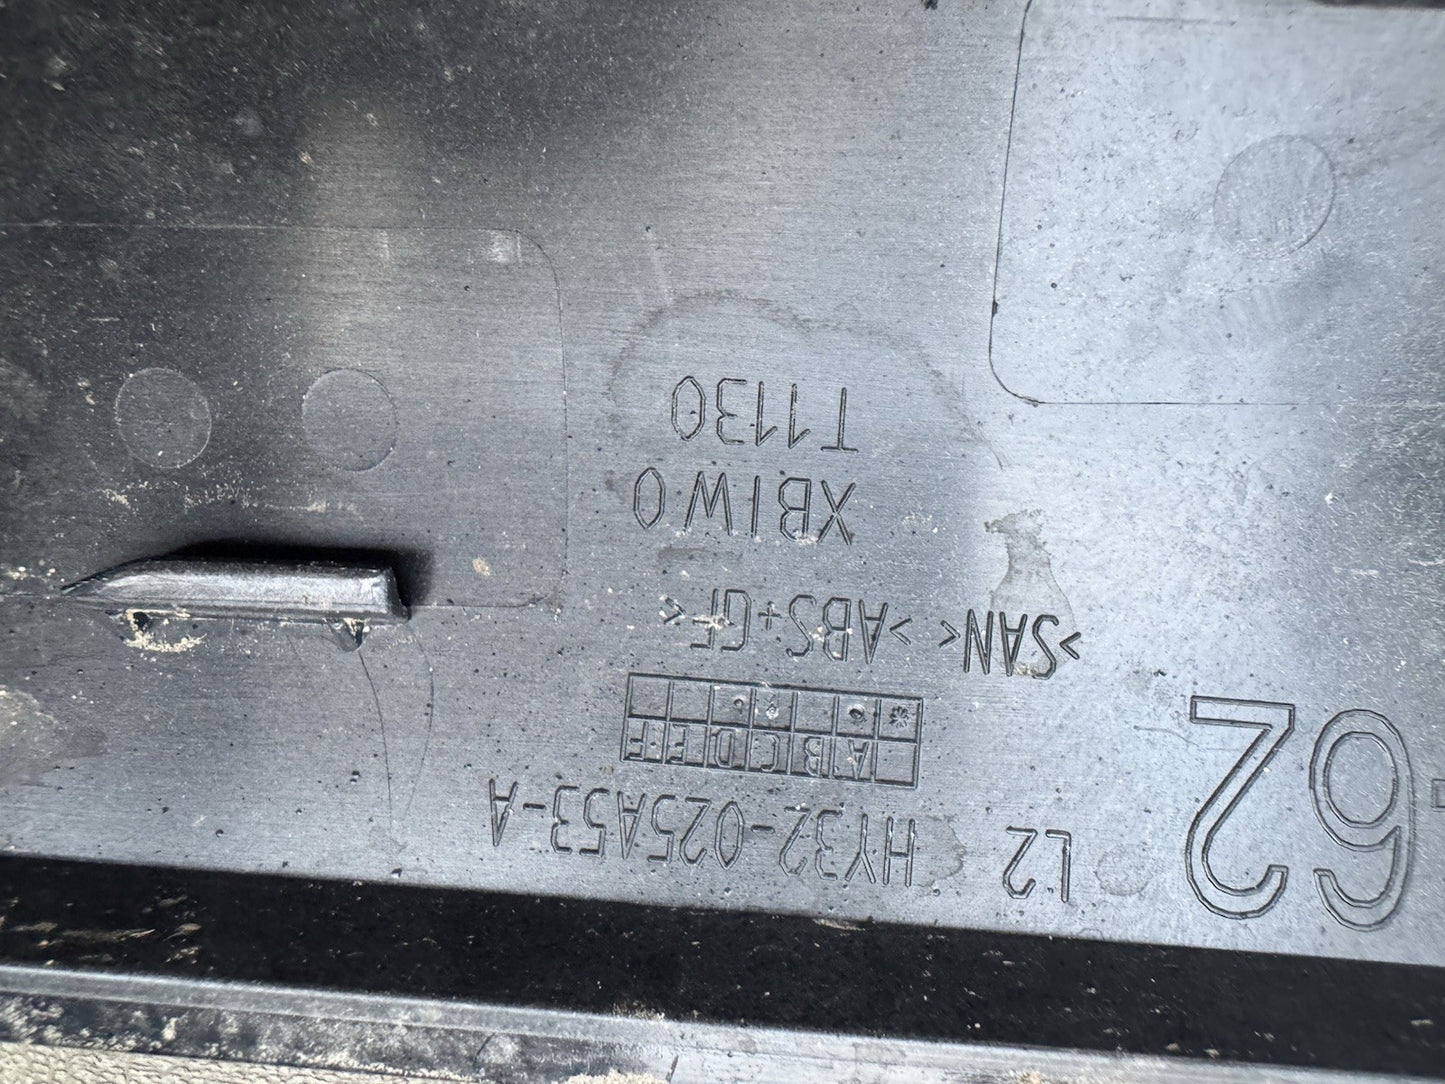 -62
L2 HY32-025A53-A
A B C D E F
>SAN< >ABS+GF<
XBIW0
T1130